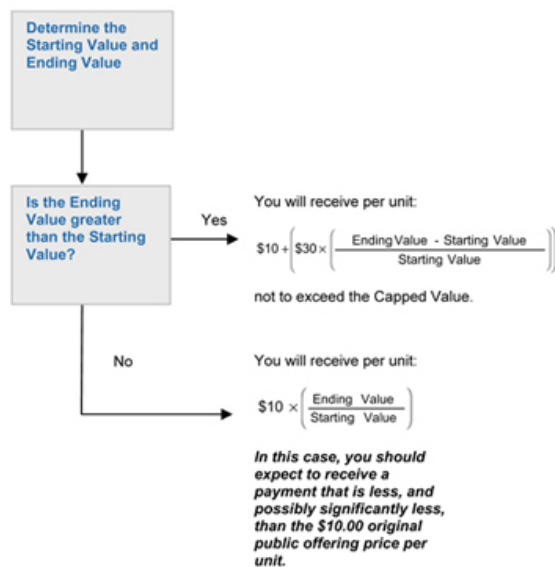 Determine the
Starting Value and
Ending Value
Is the Ending
Value greater
than the Starting
Value?
Yes
You will receive per unit:
$10 + ($30 × (Ending Value - Starting Value
Starting Value))
not to exceed the Capped Value.
No
You will receive per unit:
$10 × (Ending Value
Starting Value)
In this case, you should
expect to receive a
payment that is less, and
possibly significantly less,
than the $10.00 original
public offering price per
unit.